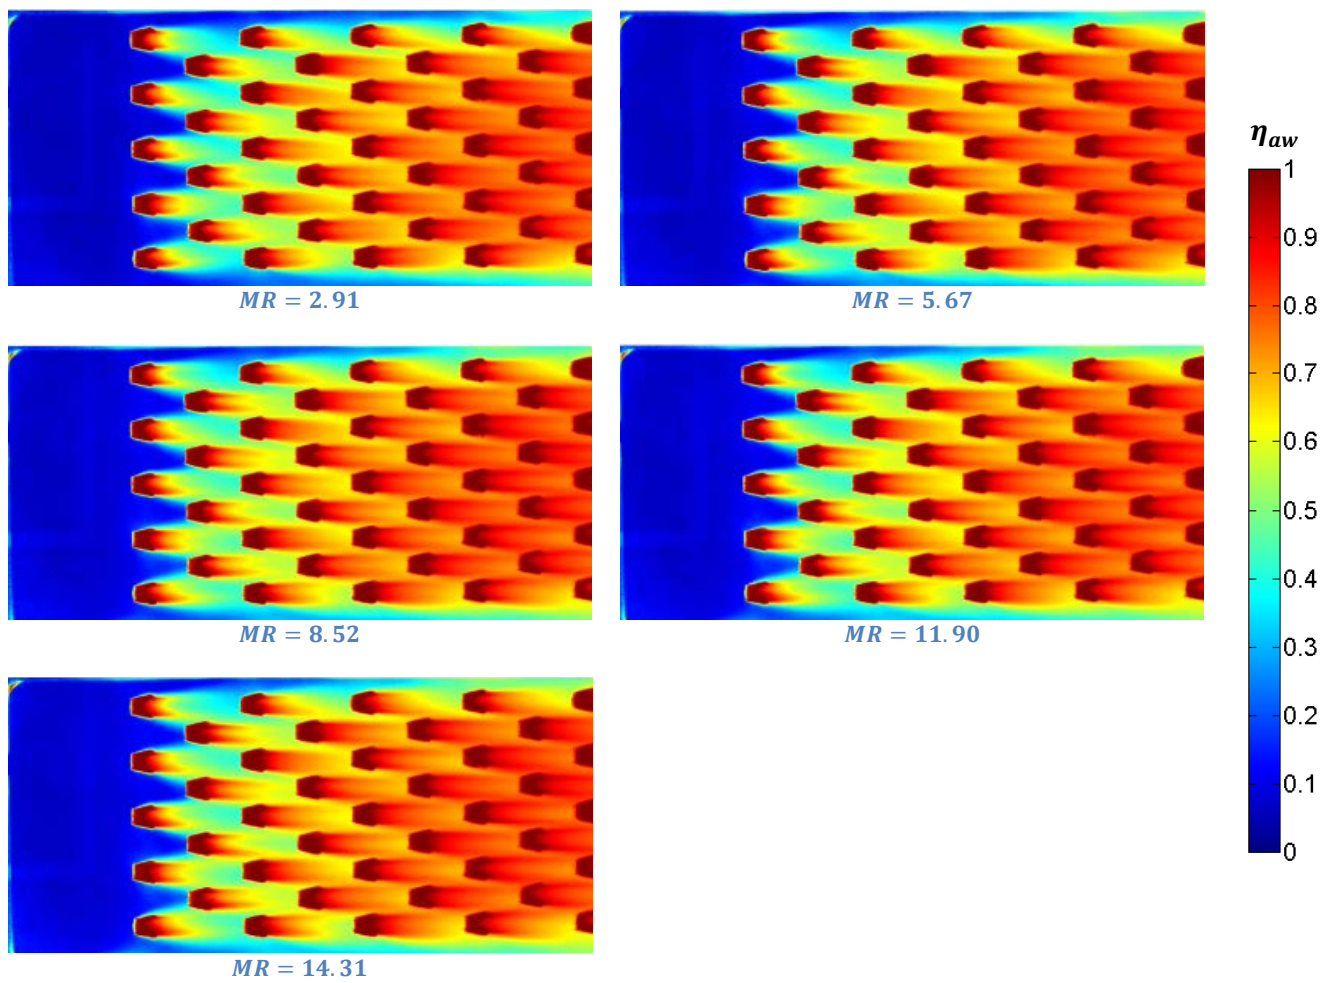 η_aw
MR = 2.91
MR = 5.67
1
0.9
0.8
0.7
0.6
0.5
0.4
0.3
0.2
0.1
0
MR = 8.52
MR = 11.90
MR = 14.31